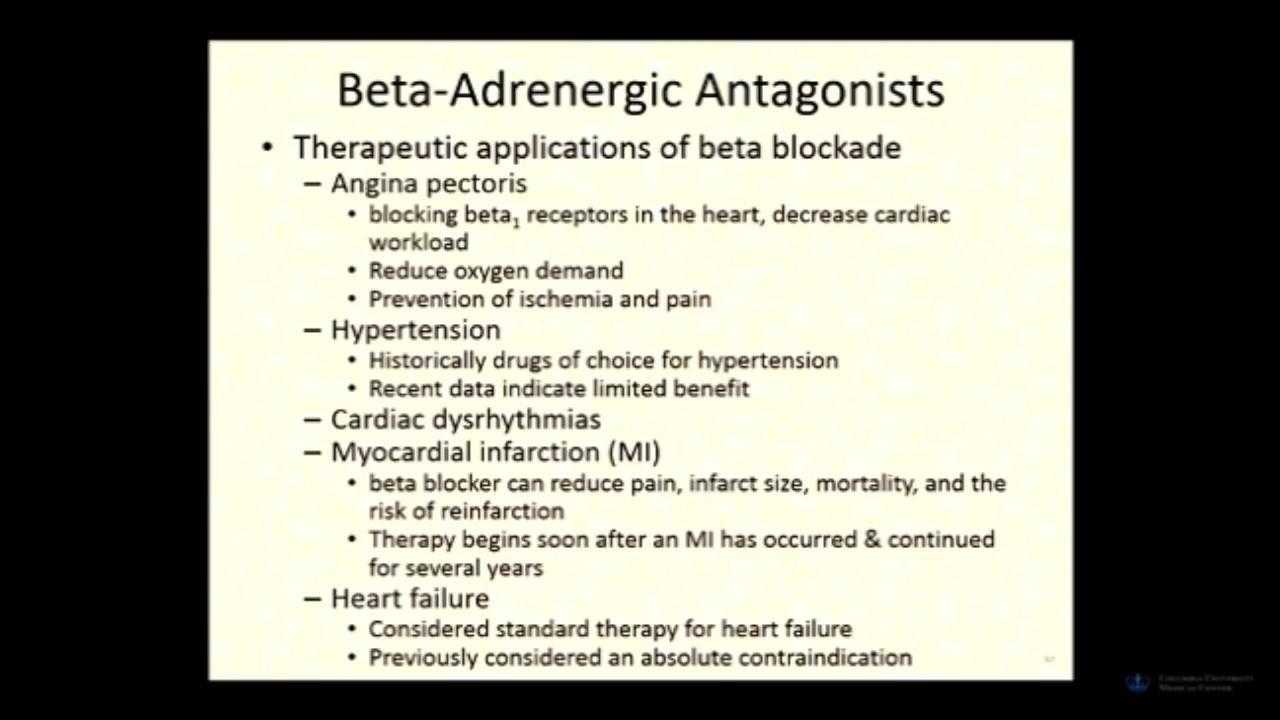 Beta-Adrenergic Antagonists
• Therapeutic applications of beta blockade
– Angina pectoris
• blocking beta₁ receptors in the heart, decrease cardiac
workload
• Reduce oxygen demand
• Prevention of ischemia and pain
– Hypertension
• Historically drugs of choice for hypertension
• Recent data indicate limited benefit
– Cardiac dysrhythmias
– Myocardial infarction (MI)
• beta blocker can reduce pain, infarct size, mortality, and the
risk of reinfarction
• Therapy begins soon after an MI has occurred & continued
for several years
– Heart failure
• Considered standard therapy for heart failure
• Previously considered an absolute contraindication
COLUMBIA UNIVERSITY
MEDICAL CENTER